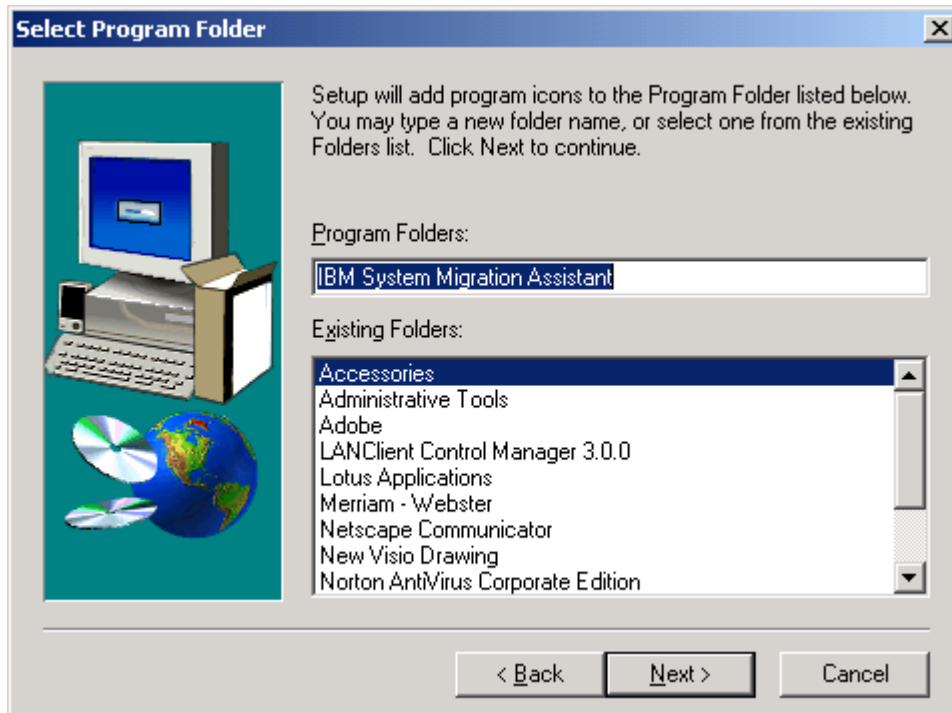 Select Program Folder
Setup will add program icons to the Program Folder listed below.
You may type a new folder name, or select one from the existing
Folders list.  Click Next to continue.
Program Folders:
IBM System Migration Assistant
Existing Folders:
Accessories
Administrative Tools
Adobe
LANClient Control Manager 3.0.0
Lotus Applications
Merriam - Webster
Netscape Communicator
New Visio Drawing
Norton AntiVirus Corporate Edition
< Back
Next >
Cancel